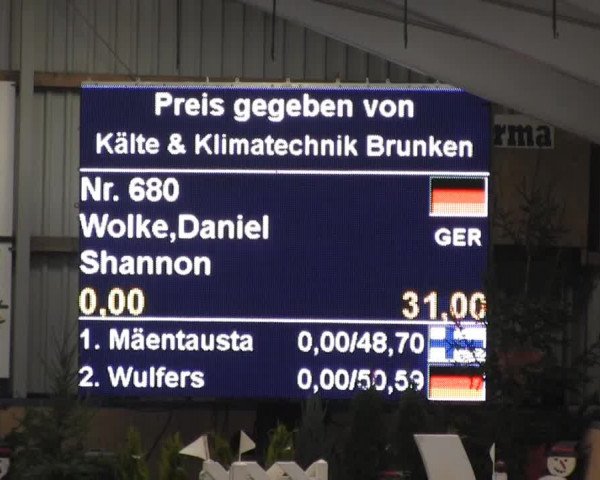 Preis gegeben von
Kälte & Klimatechnik Brunken
rma
Nr. 680
Wolke,Daniel
GER
Shannon
0,00 31,00
1. Mäentausta 0,00/48,70
2. Wulfers 0,00/50,59